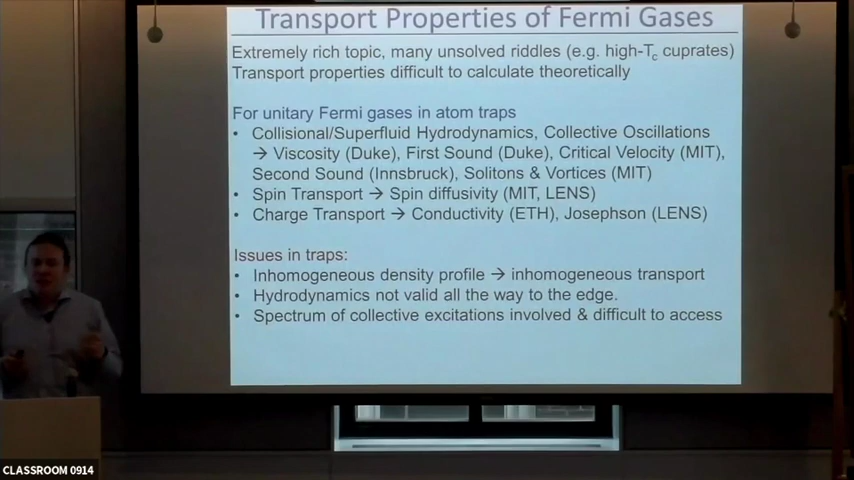 Transport Properties of Fermi Gases
Extremely rich topic, many unsolved riddles (e.g. high-Tc cuprates)
Transport properties difficult to calculate theoretically
For unitary Fermi gases in atom traps
• Collisional/Superfluid Hydrodynamics, Collective Oscillations
→ Viscosity (Duke), First Sound (Duke), Critical Velocity (MIT),
Second Sound (Innsbruck), Solitons & Vortices (MIT)
• Spin Transport → Spin diffusivity (MIT, LENS)
• Charge Transport → Conductivity (ETH), Josephson (LENS)
Issues in traps:
• Inhomogeneous density profile → inhomogeneous transport
• Hydrodynamics not valid all the way to the edge.
• Spectrum of collective excitations involved & difficult to access
CLASSROOM 0914